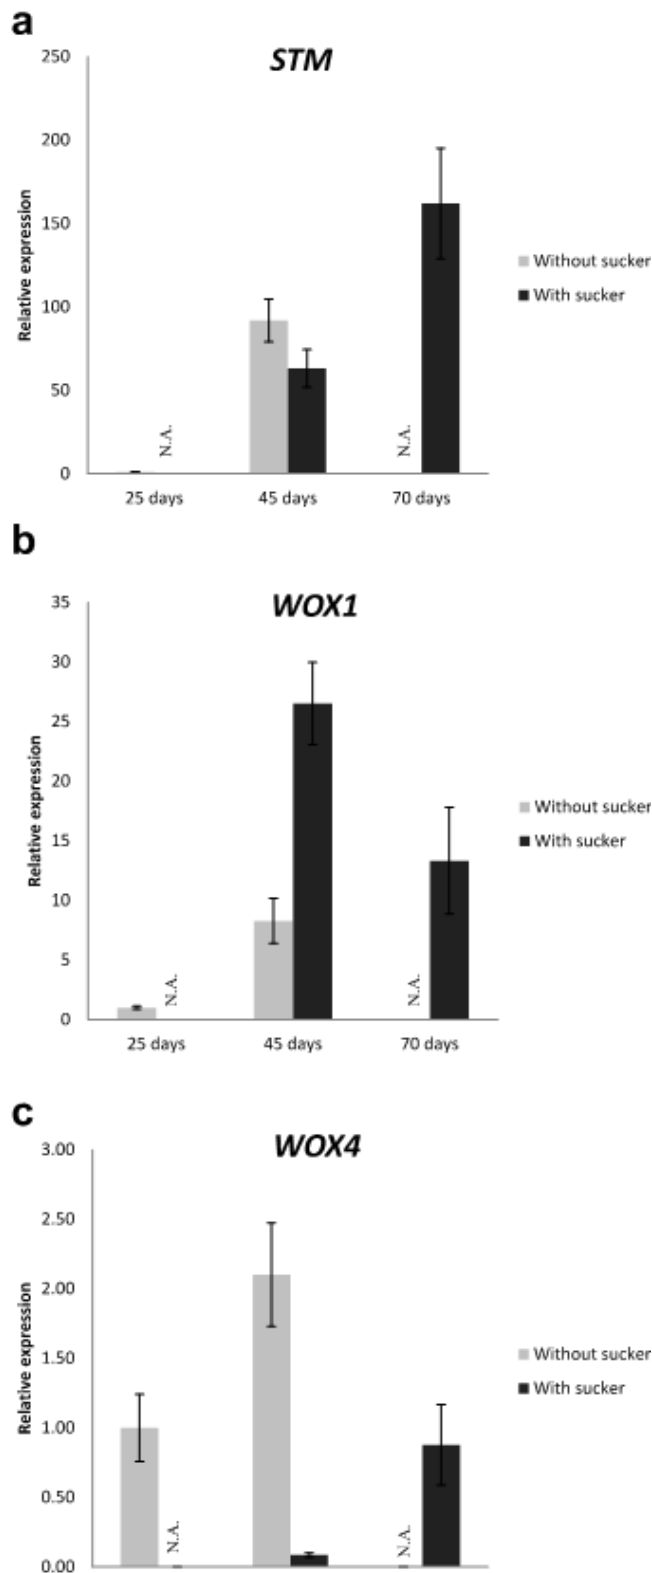 a
STM
250
200
150
100
50
0
Relative expression
N.A.
N.A.
25 days 45 days 70 days
Without sucker
With sucker
b
WOX1
35
30
25
20
15
10
5
0
Relative expression
N.A.
N.A.
25 days 45 days 70 days
Without sucker
With sucker
c
WOX4
3.00
2.50
2.00
1.50
1.00
0.50
0.00
Relative expression
N.A.
N.A.
Without sucker
With sucker